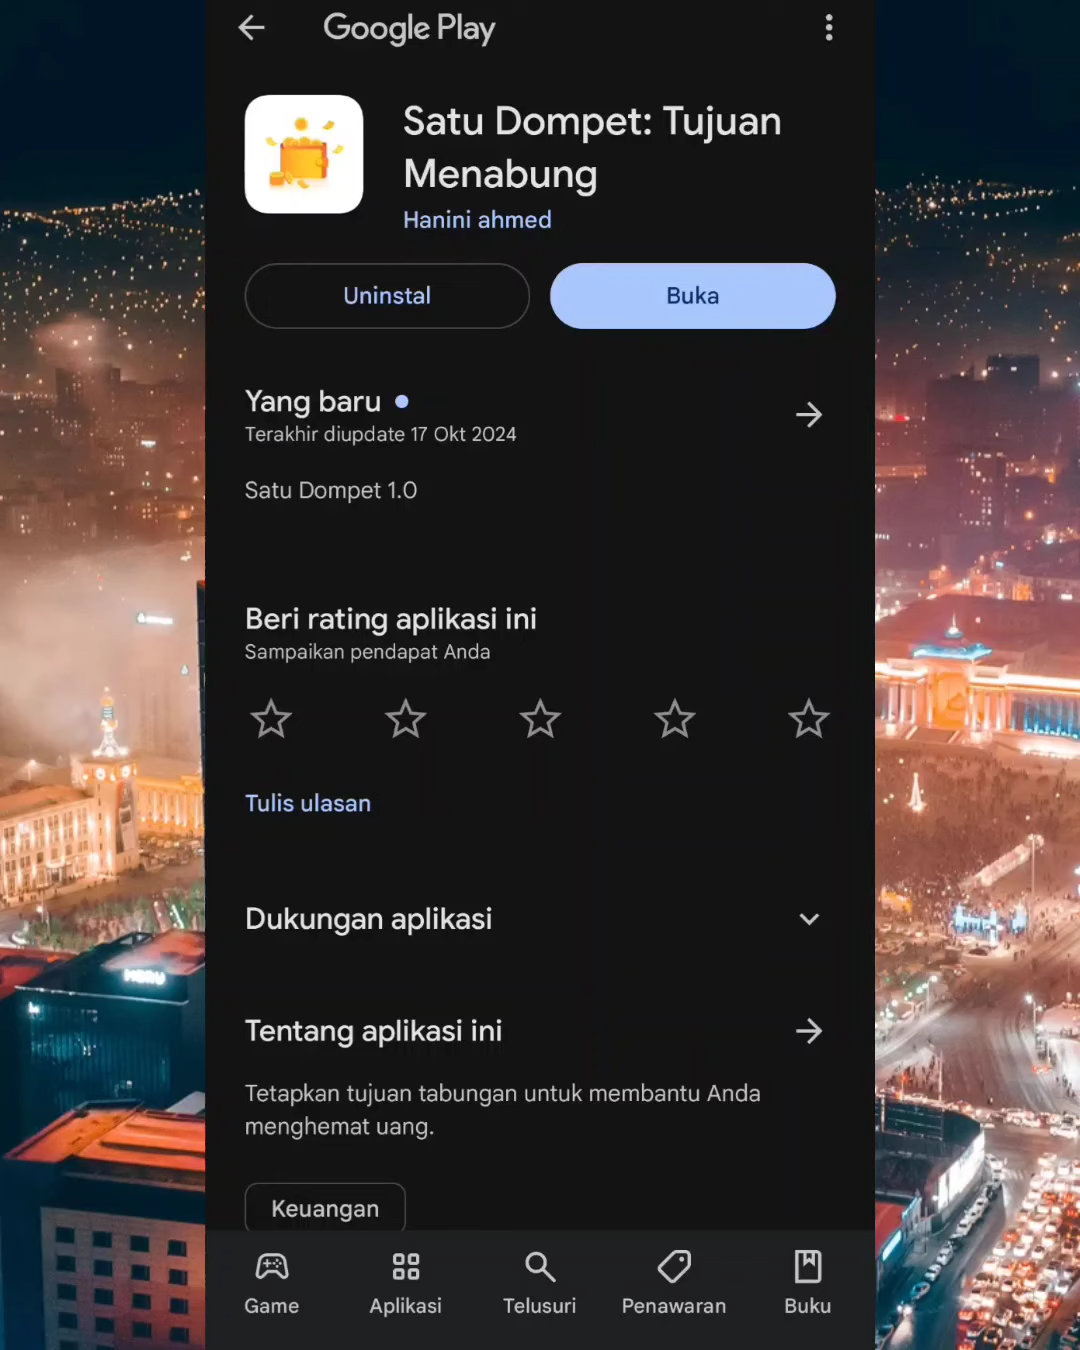 Google Play
Satu Dompet: Tujuan
Menabung
Hanini ahmed
Uninstal
Buka
Yang baru
Terakhir diupdate 17 Okt 2024
Satu Dompet 1.0
Beri rating aplikasi ini
Sampaikan pendapat Anda
Tulis ulasan
Dukungan aplikasi
Tentang aplikasi ini
Tetapkan tujuan tabungan untuk membantu Anda
menghemat uang.
Keuangan
Game
Aplikasi
Telusuri
Penawaran
Buku